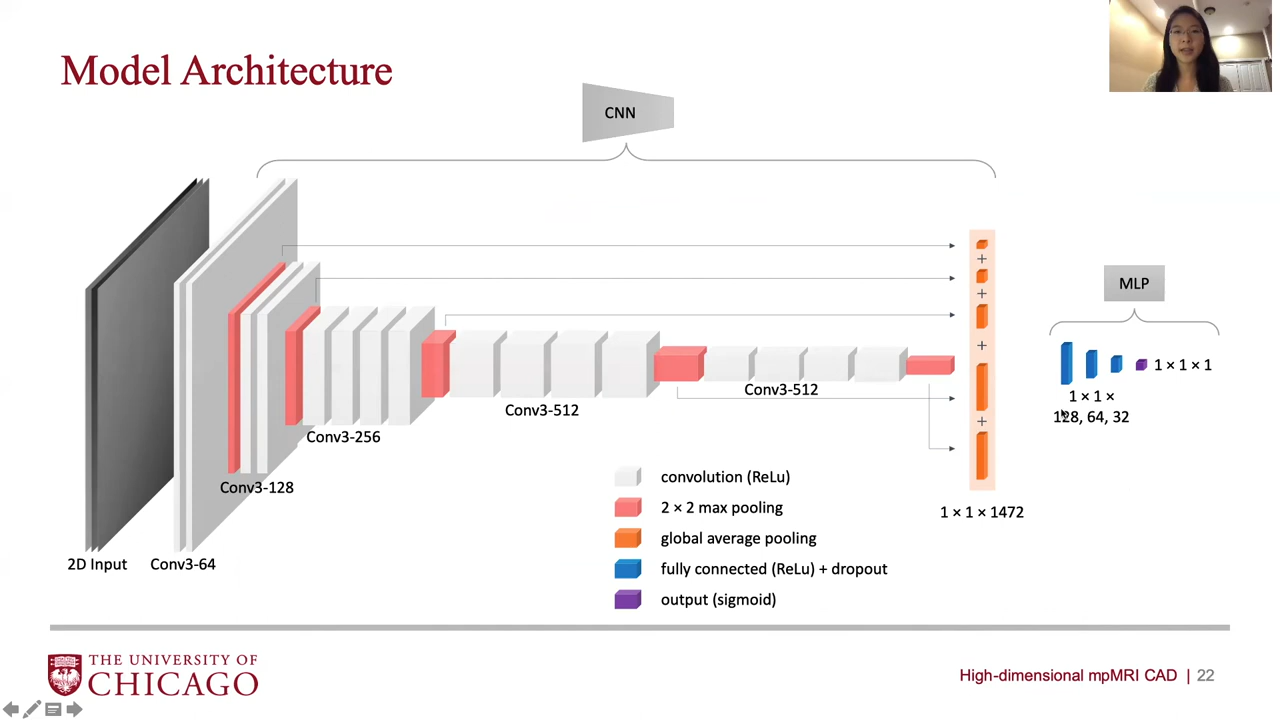 Model Architecture
CNN
+
+
+
+
MLP
1 × 1 × 1
1 × 1 ×
128, 64, 32
Conv3-512
Conv3-512
Conv3-256
Conv3-128
convolution (ReLu)
2 × 2 max pooling
1 × 1 × 1472
global average pooling
2D Input
Conv3-64
fully connected (ReLu) + dropout
output (sigmoid)
THE UNIVERSITY OF
CHICAGO
High-dimensional mpMRI CAD | 22